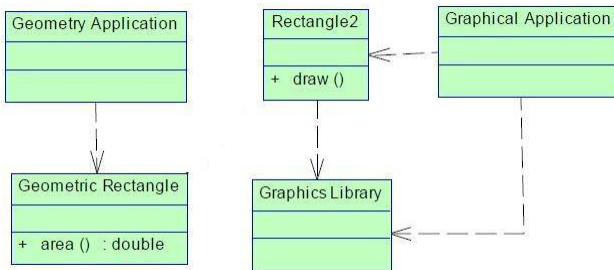 Geometry Application
Rectangle2
Graphical Application
+ draw ()
Geometric Rectangle
Graphics Library
+ area () : double